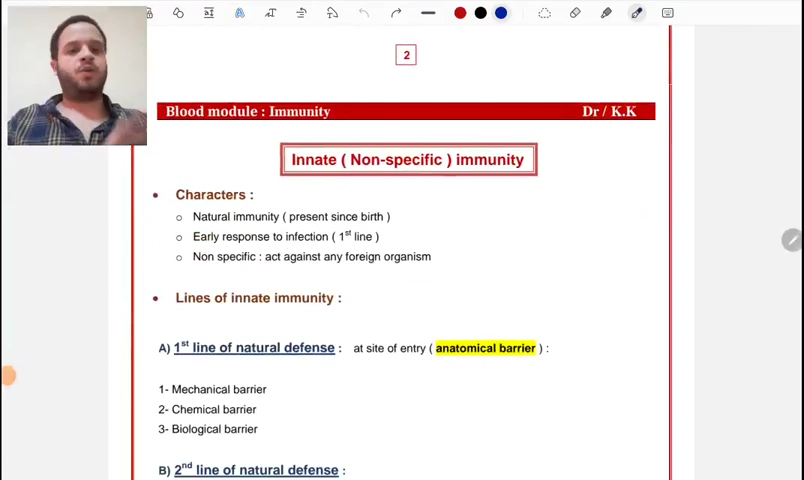 2
Blood module : Immunity Dr / K.K
Innate ( Non-specific ) immunity
• Characters :
o Natural immunity ( present since birth )
o Early response to infection ( 1st line )
o Non specific : act against any foreign organism
• Lines of innate immunity :
A) 1st line of natural defense : at site of entry ( anatomical barrier ) :
1- Mechanical barrier
2- Chemical barrier
3- Biological barrier
B) 2nd line of natural defense :